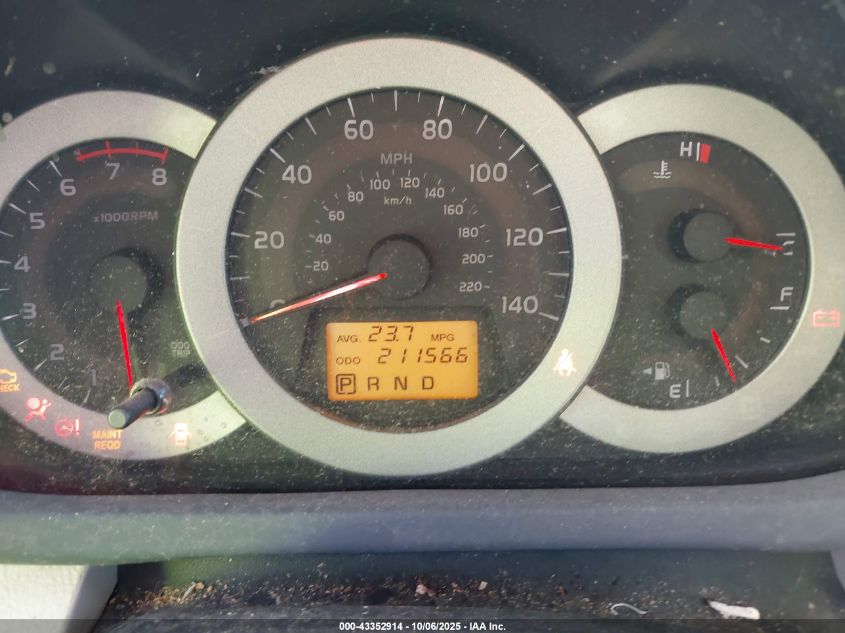 8
7
6
5
4
3
2
1
x1000RPM
ODO
TRIP
CHECK
MAINT
REQD
0
20
40
60
80
100
120
140
MPH
20
40
60
80
100
120
140
160
180
200
220
km/h
AVG. 23.7 MPG
ODO 211566
P R N D
H
C
F
E
000-43352914 - 10/06/2025 - IAA Inc.